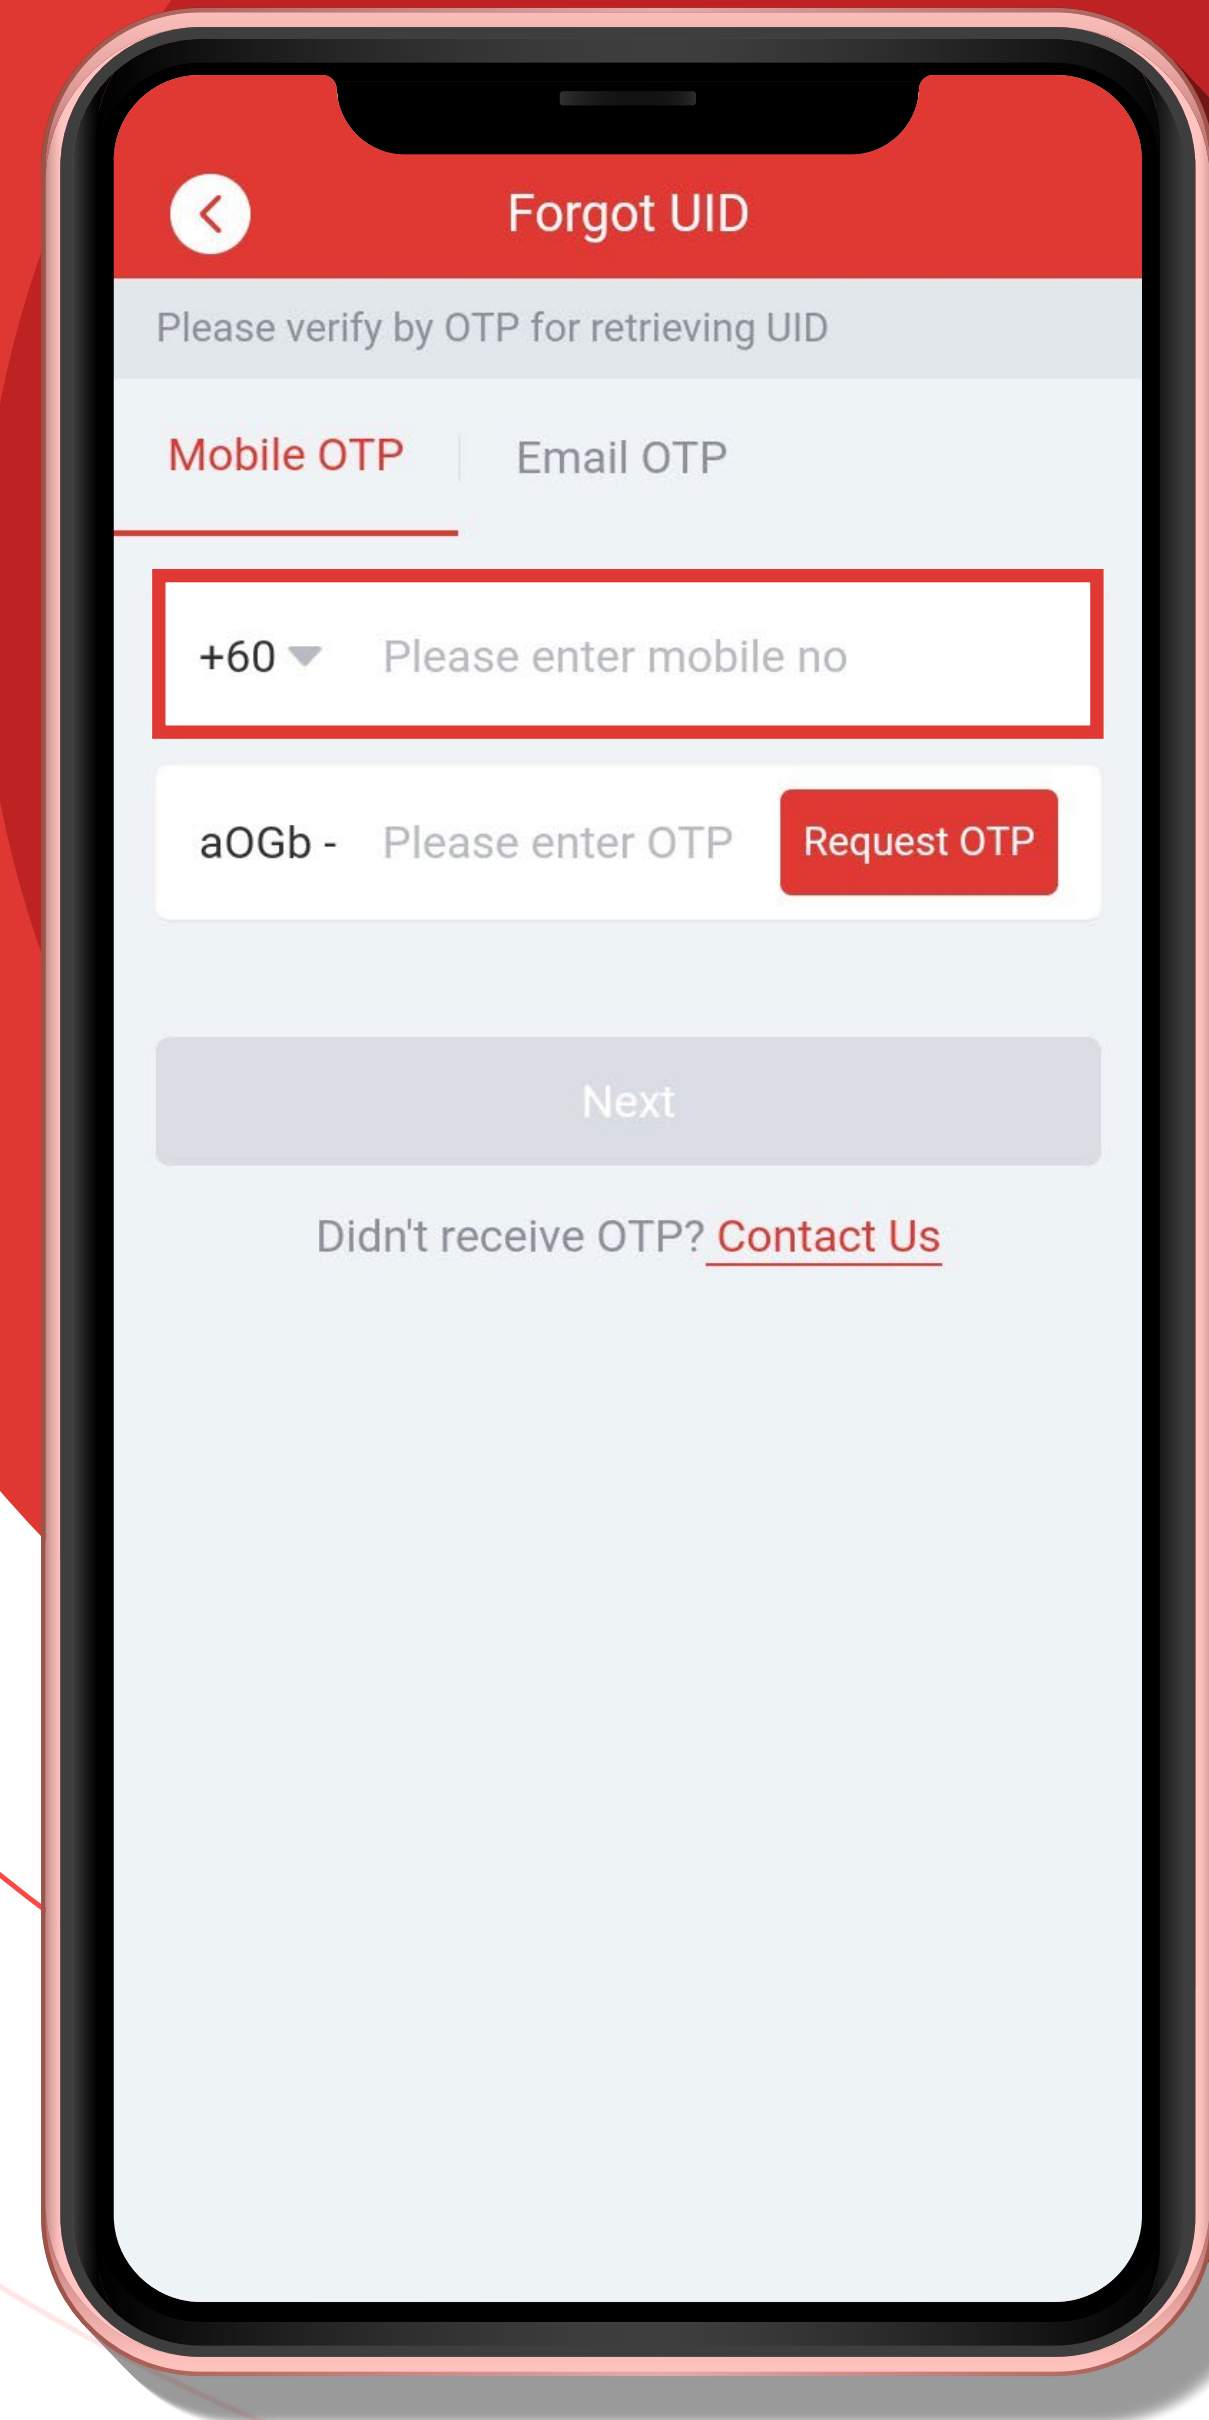 Forgot UID
Please verify by OTP for retrieving UID
Mobile OTP Email OTP
+60 Please enter mobile no
aOGb - Please enter OTP Request OTP
Next
Didn't receive OTP? Contact Us